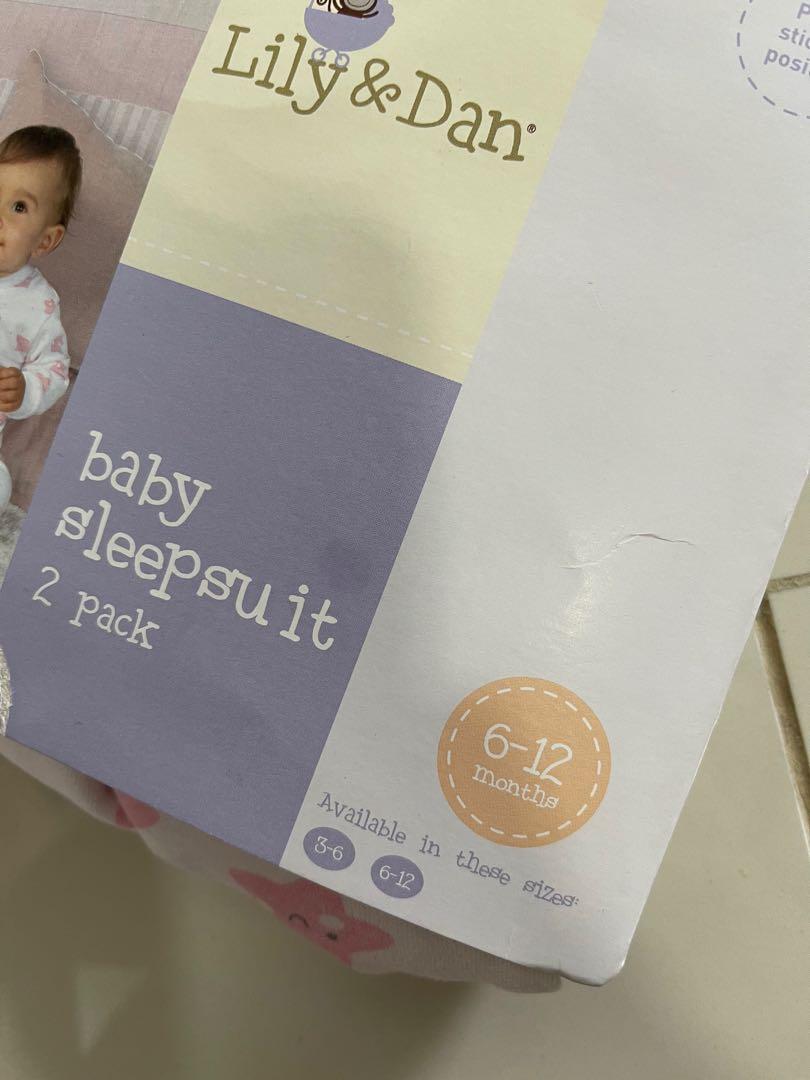 Lily & Dan®
baby
sleepsuit
2 pack
6-12
months
Available in these sizes:
3-6
6-12